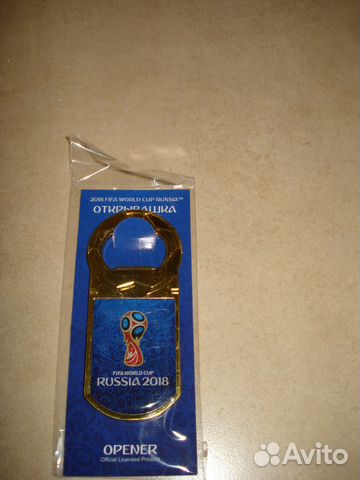 2018 FIFA WORLD CUP RUSSIA™
ОТКРЫВАШКА
FIFA WORLD CUP
RUSSIA 2018
OPENER
Official Licensed Product
Avito